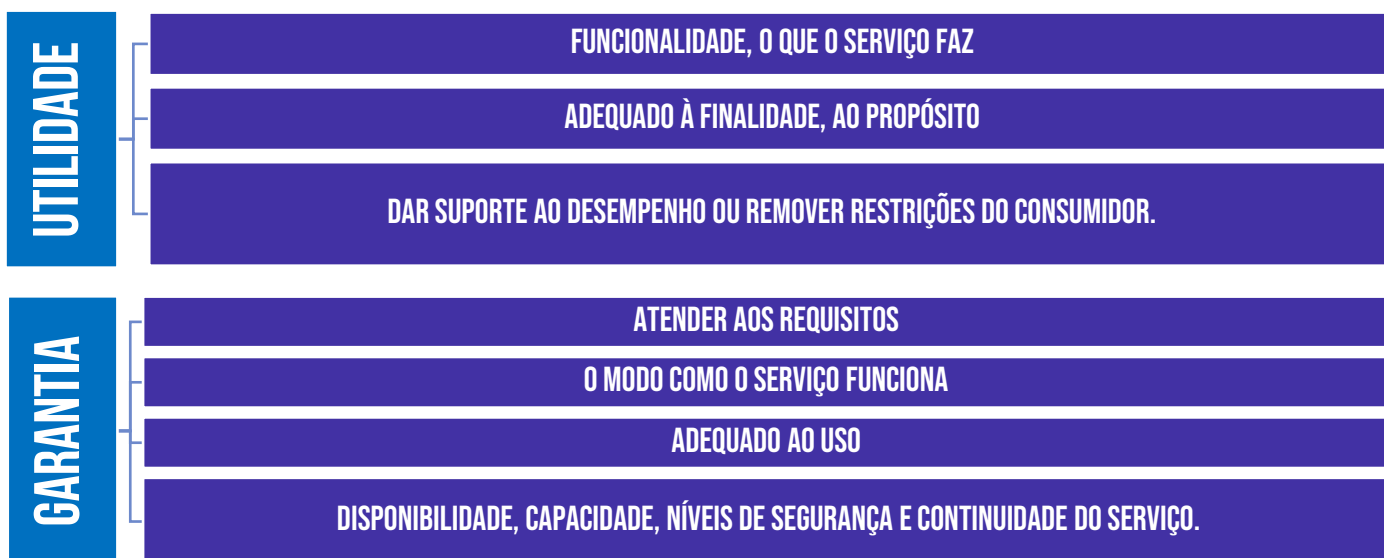 UTILIDADE
FUNCIONALIDADE, O QUE O SERVIÇO FAZ
ADEQUADO À FINALIDADE, AO PROPÓSITO
DAR SUPORTE AO DESEMPENHO OU REMOVER RESTRIÇÕES DO CONSUMIDOR.
GARANTIA
ATENDER AOS REQUISITOS
O MODO COMO O SERVIÇO FUNCIONA
ADEQUADO AO USO
DISPONIBILIDADE, CAPACIDADE, NÍVEIS DE SEGURANÇA E CONTINUIDADE DO SERVIÇO.